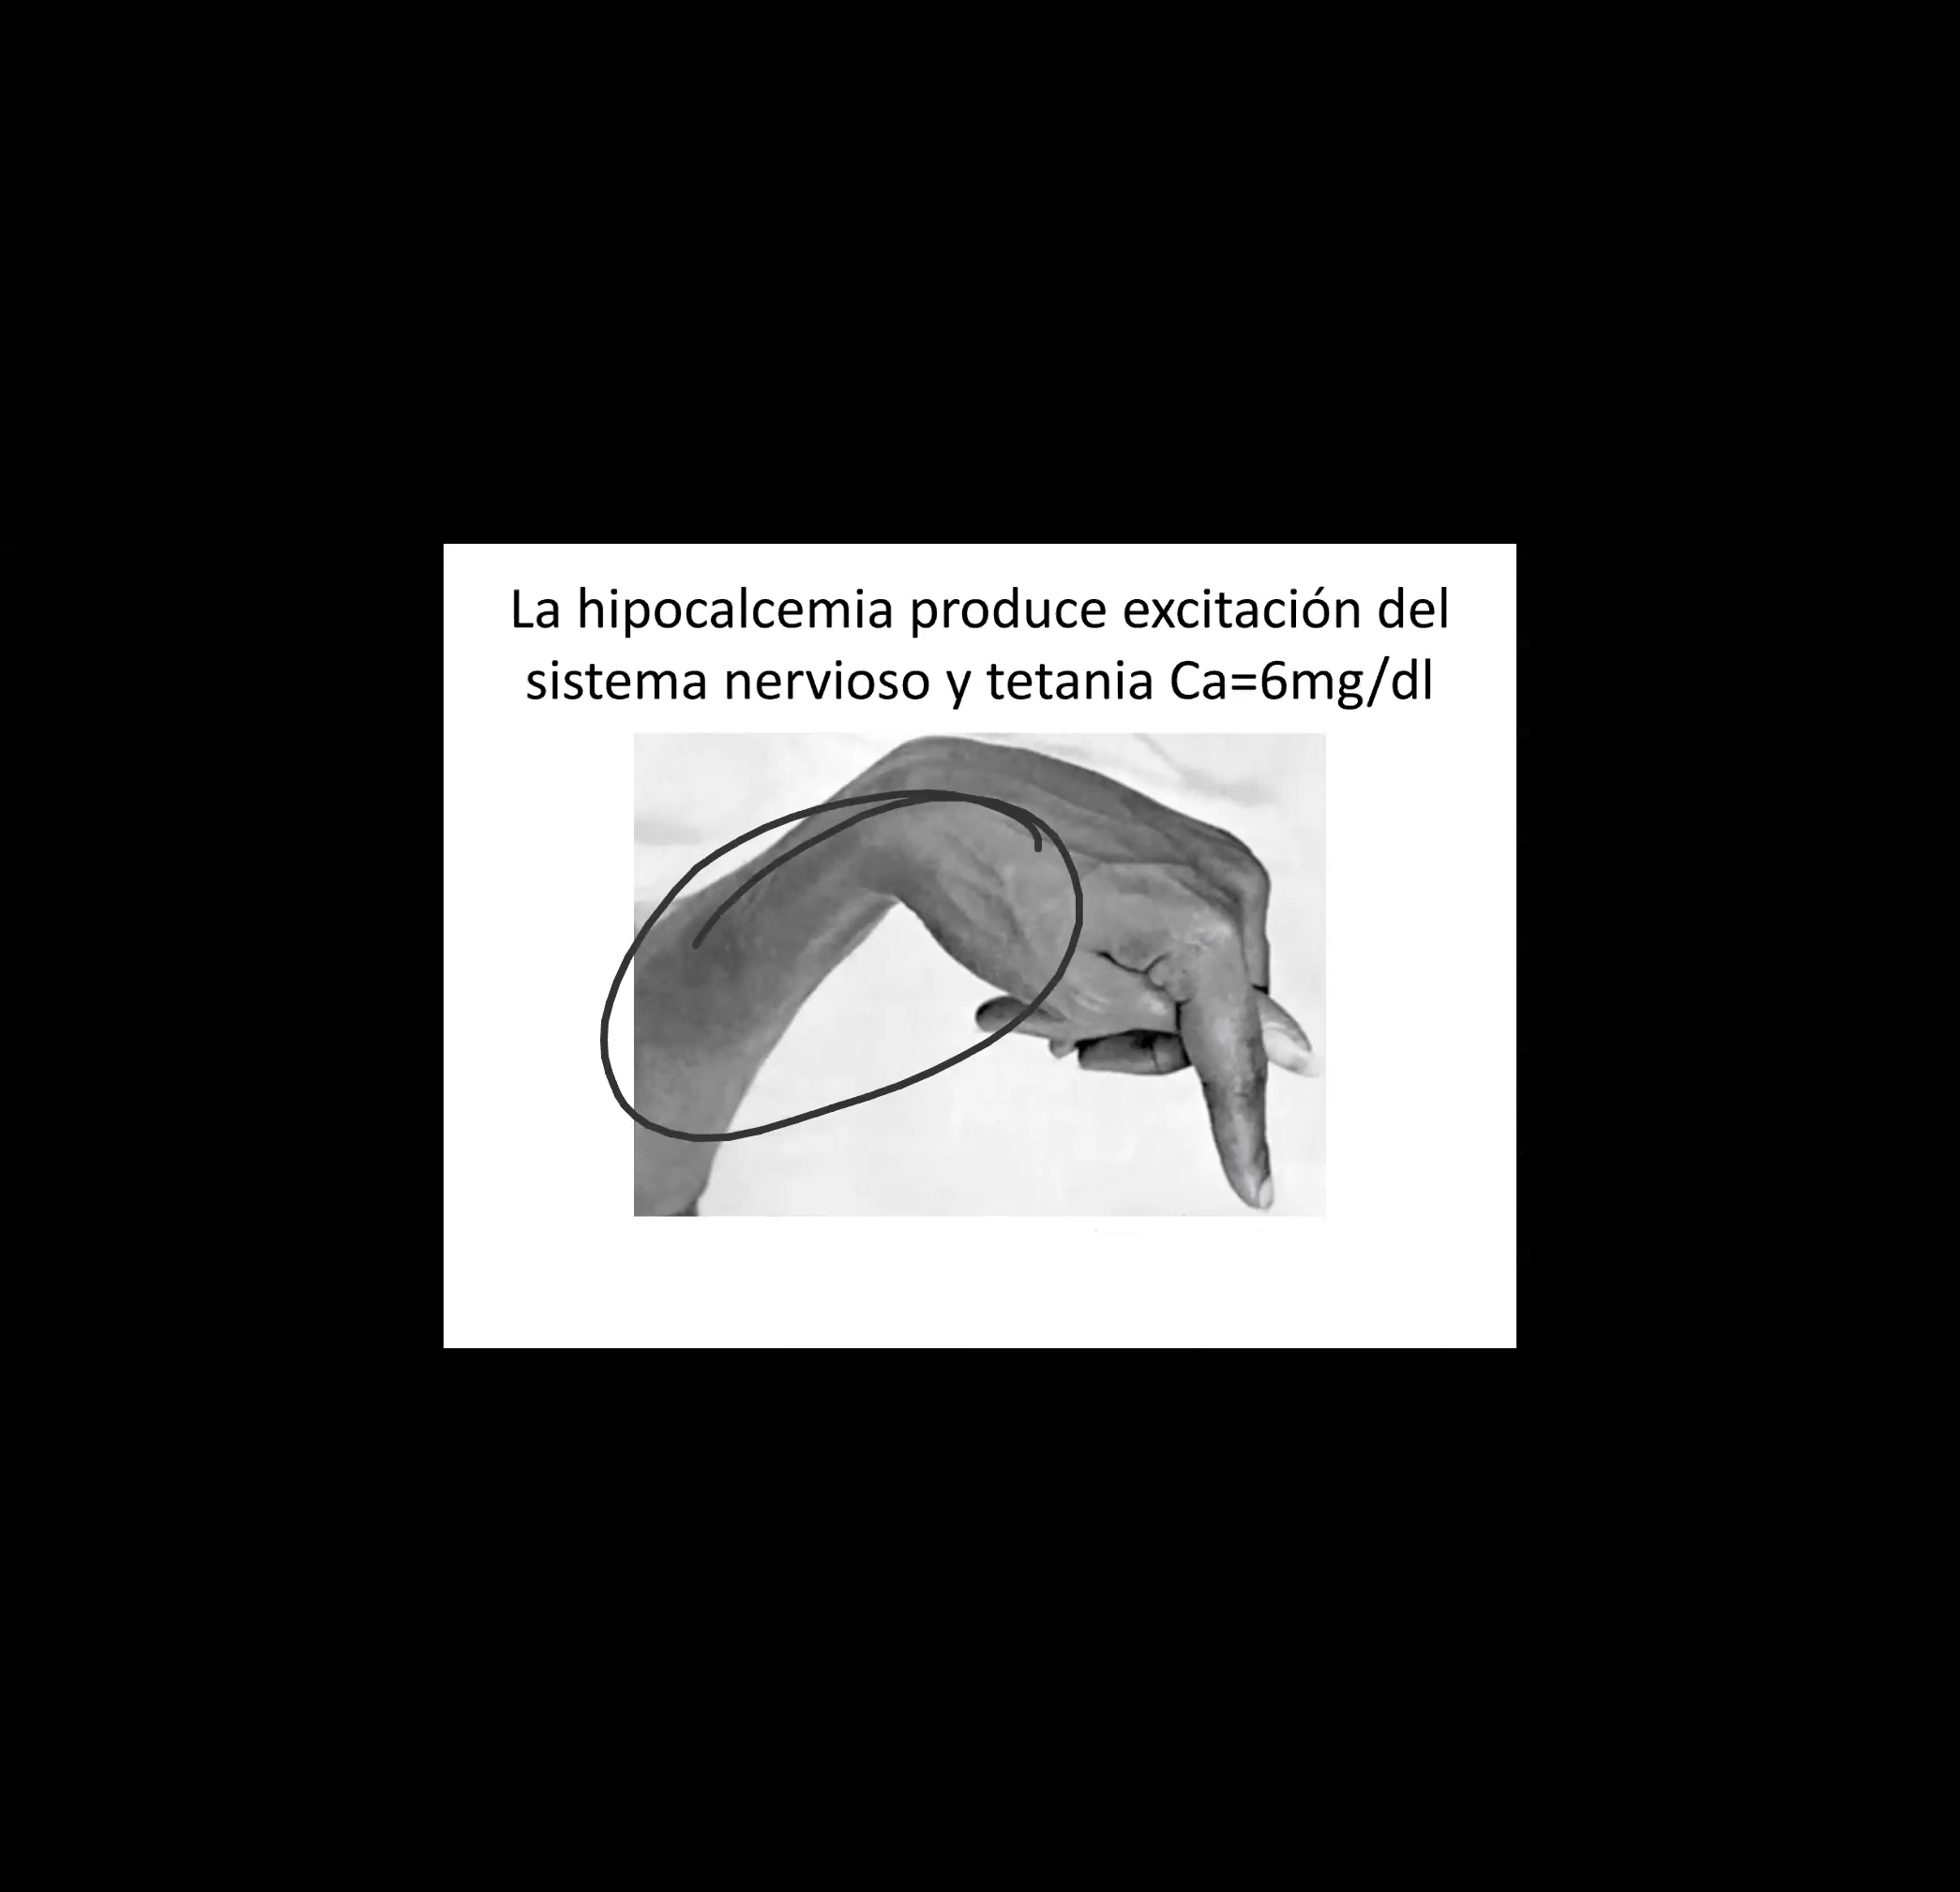 La hipocalcemia produce excitación del
sistema nervioso y tetania Ca=6mg/dl